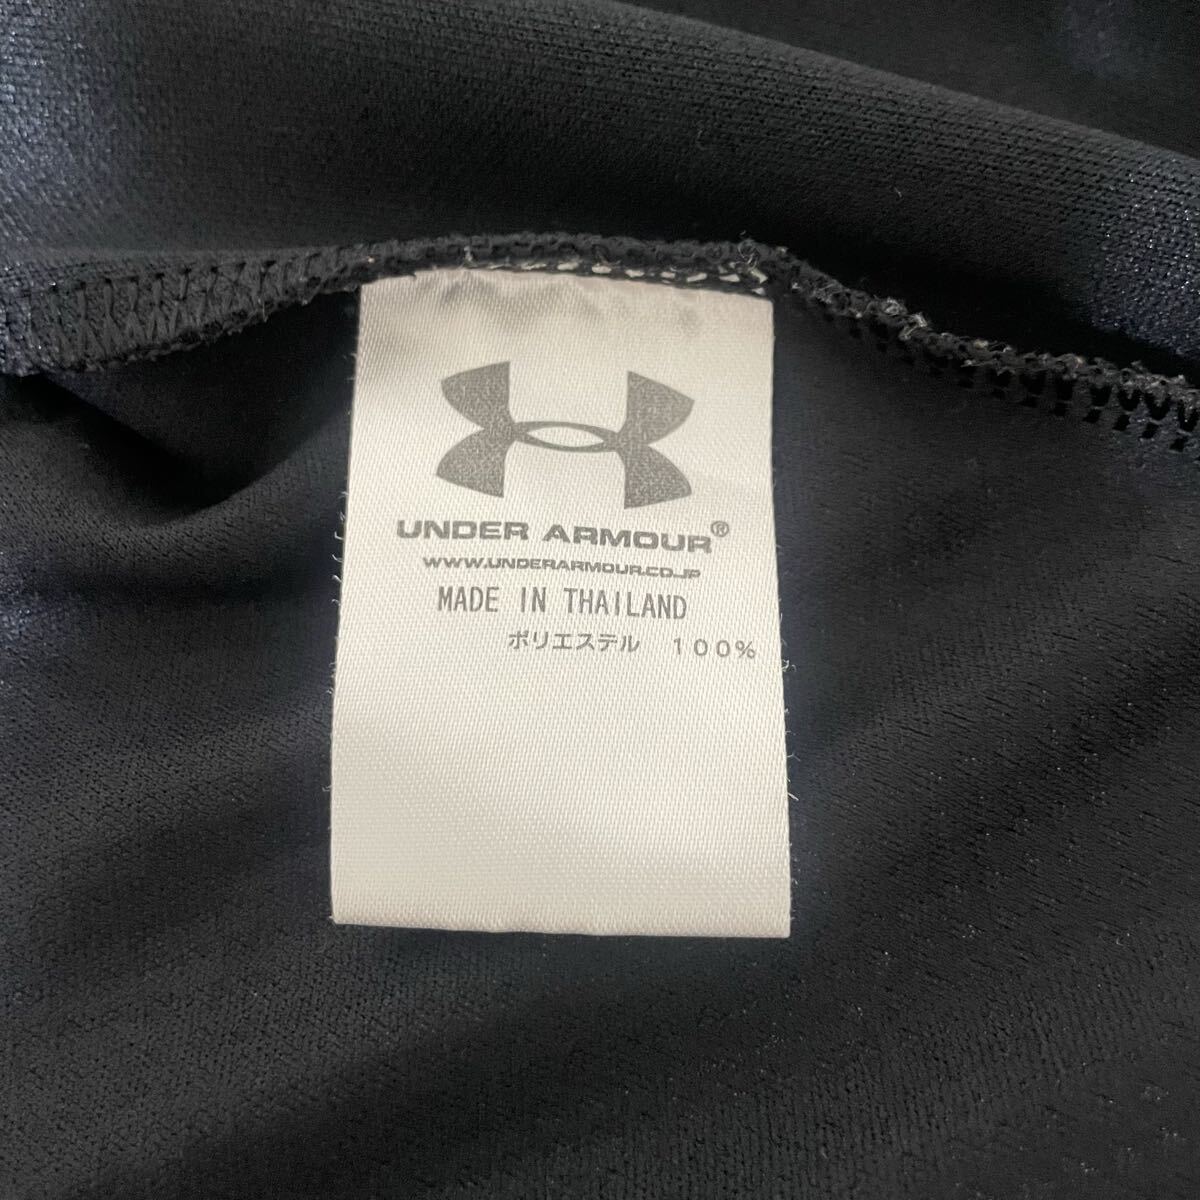 UNDER ARMOUR®
WWW.UNDERARMOUR.CO.JP
MADE IN THAILAND
ポリエステル　１００％